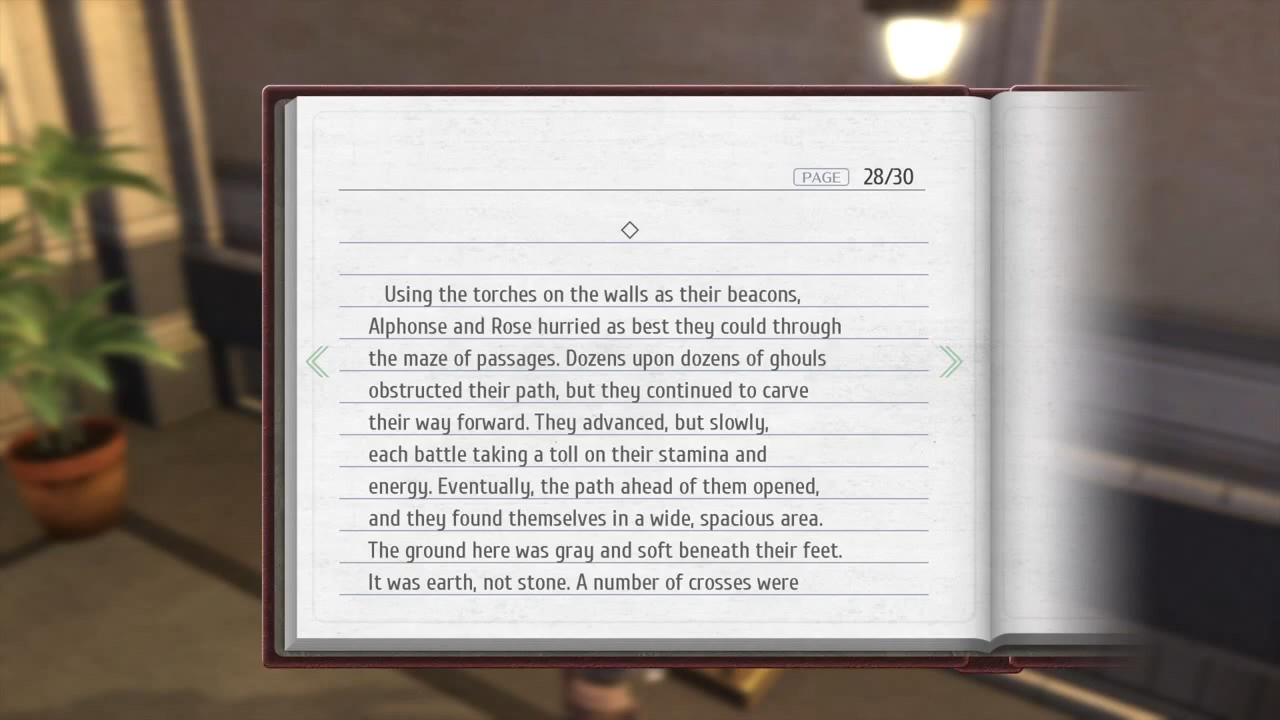 PAGE 28/30
◇
Using the torches on the walls as their beacons,
Alphonse and Rose hurried as best they could through
the maze of passages. Dozens upon dozens of ghouls
obstructed their path, but they continued to carve
their way forward. They advanced, but slowly,
each battle taking a toll on their stamina and
energy. Eventually, the path ahead of them opened,
and they found themselves in a wide, spacious area.
The ground here was gray and soft beneath their feet.
It was earth, not stone. A number of crosses were